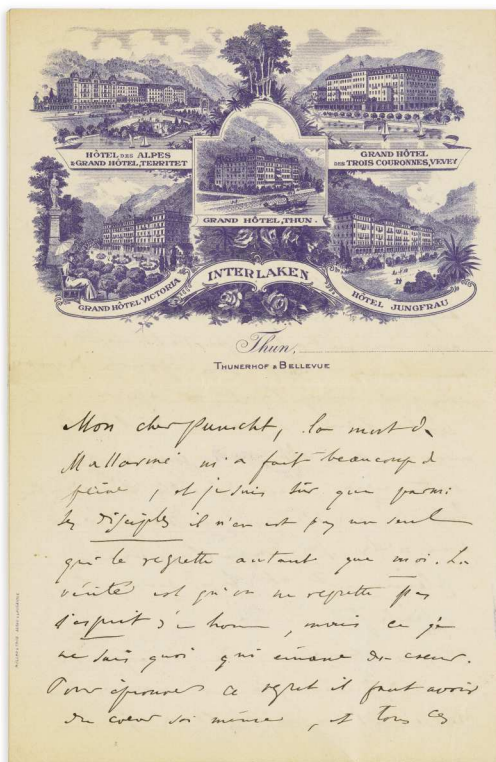 HÔTEL DES ALPES
& GRAND HÔTEL, TERRITET
GRAND HÔTEL
DES TROIS COURONNES, VEVEY
GRAND HÔTEL, THUN.
GRAND HÔTEL VICTORIA
INTERLAKEN
HÔTEL JUNGFRAU
Thun,
THUNERHOF & BELLEVUE
Mon cher , la mort de
Mallarmé m'a fait beaucoup de
peine, et je suis sûr que parmi
les disciples il n'en est pas un seul
qui le regrette autant que moi. La
vérité est qu'on ne regrette pas
l'esprit d'un homme, mais ce je
ne sais quoi qui émane du coeur.
Pour éprouver ce regret il faut avoir
du coeur soi même, et tous ces